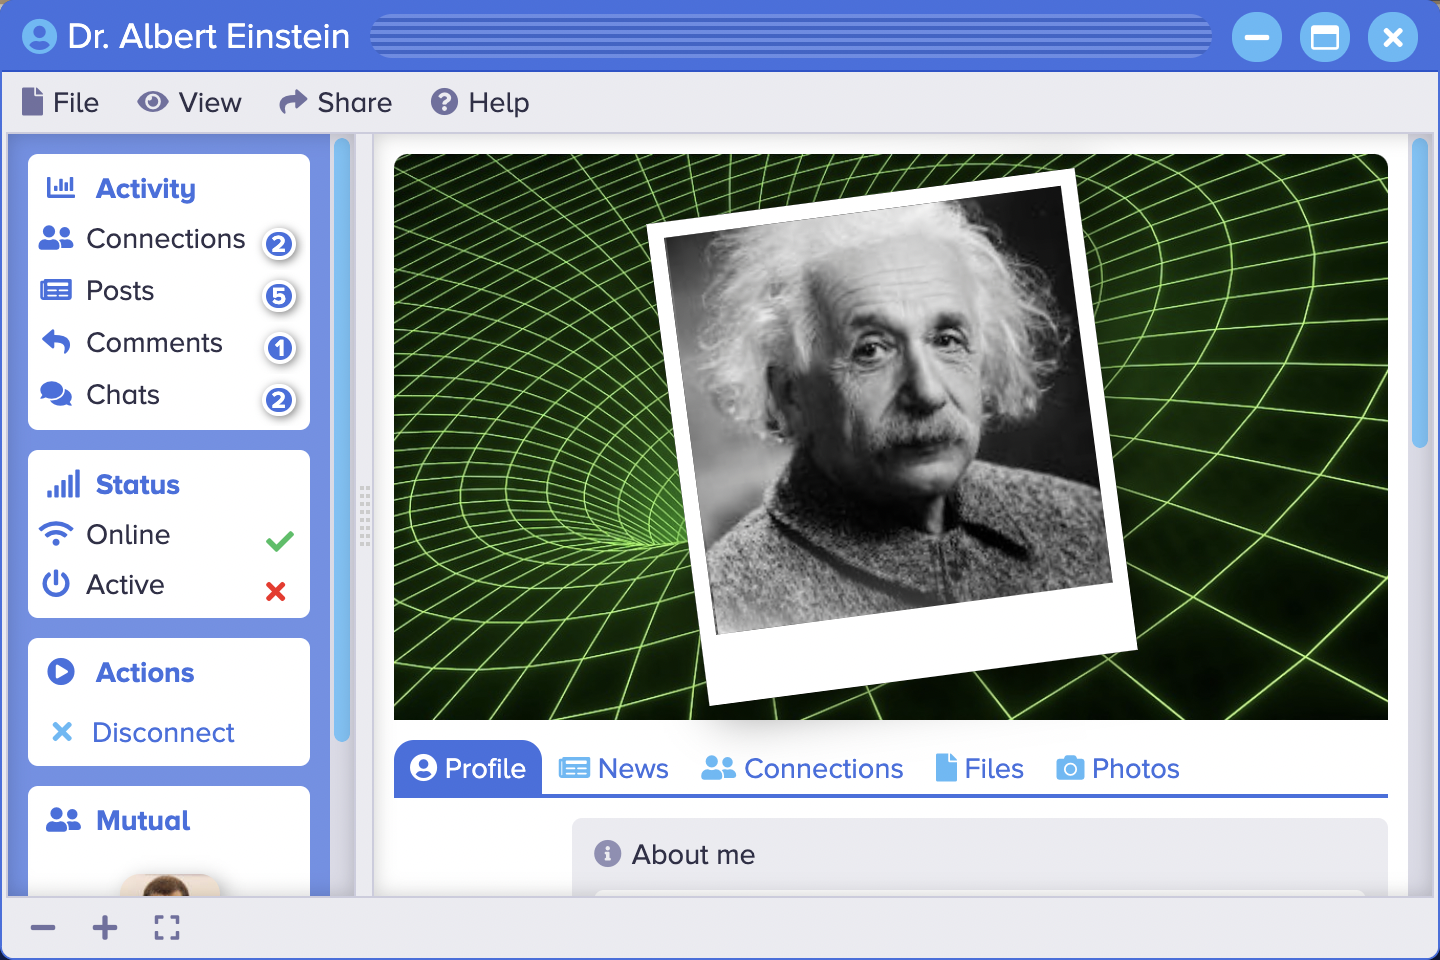 Dr. Albert Einstein
File View Share Help
Activity
Connections 2
Posts 5
Comments 1
Chats 2
Status
Online
Active
Actions
Disconnect
Mutual
Profile News Connections Files Photos
About me